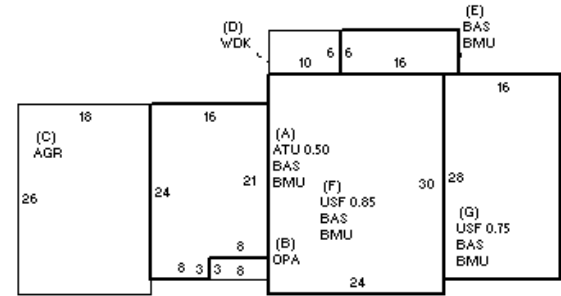 (D)
WDK
(E)
BAS
BMU
6 6
10
16
16
18
16
(C)
AGR
(A)
ATU 0.50
BAS
BMU
21
24
26
30
28
(F)
USF 0.85
BAS
BMU
(G)
USF 0.75
BAS
BMU
(B)
OPA
8
8 3 3 8
24